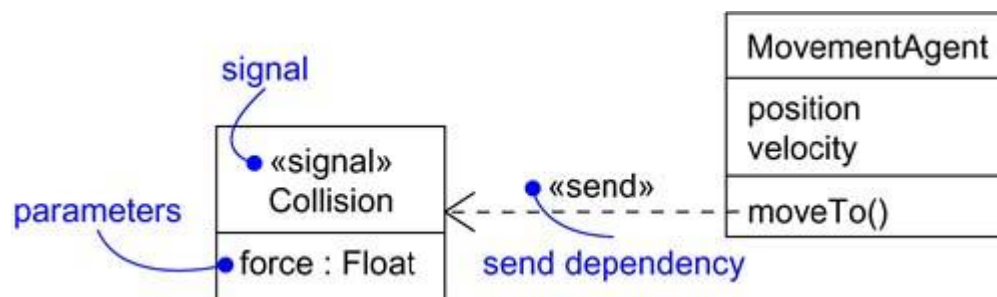 signal
MovementAgent
position
velocity
«signal»
Collision
«send»
parameters
moveTo()
force : Float
send dependency